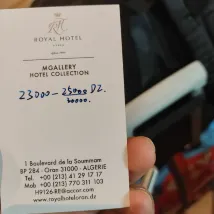 ROYAL HOTEL
ORAN
MGALLERY
HOTEL COLLECTION
23000 - 25000 DZ.
30000.
1 Boulevard de la Soummam
BP 284 - Oran 31000 - ALGERIE
Tel +00 (213) 41 29 17 17
Mob +00 (213) 770 311 103
H9126-RE@accor.com
www.royalhoteloran.dz